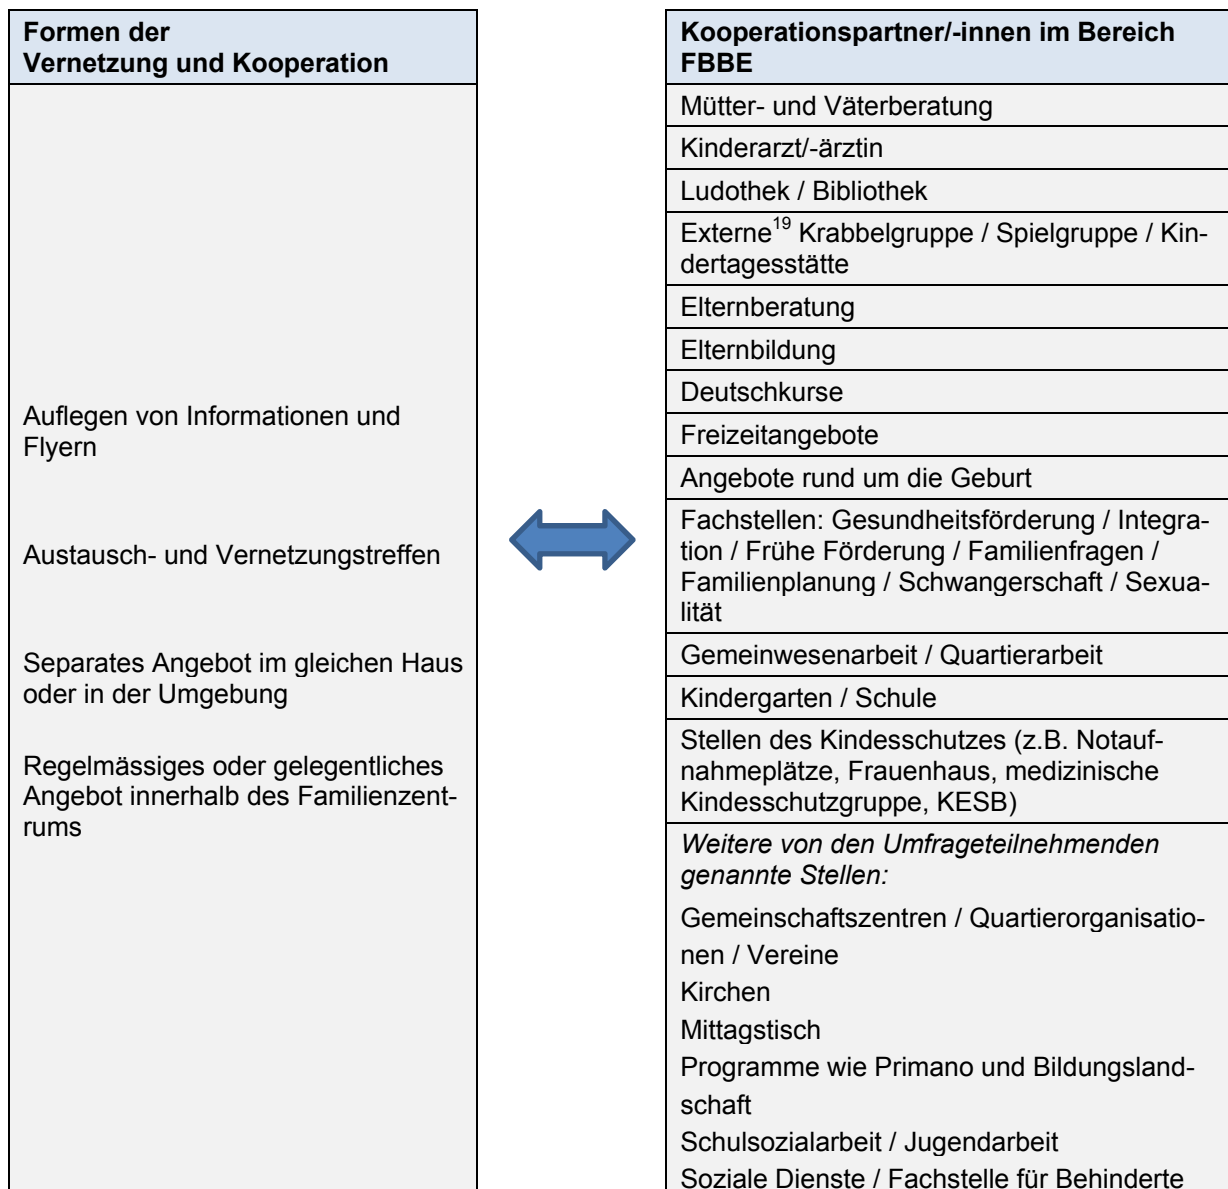 Formen der
Vernetzung und Kooperation
Auflegen von Informationen und
Flyern
Austausch- und Vernetzungstreffen
Separates Angebot im gleichen Haus
oder in der Umgebung
Regelmässiges oder gelegentliches
Angebot innerhalb des Familienzent-
rums
Kooperationspartner/-innen im Bereich
FBBE
Mütter- und Väterberatung
Kinderarzt/-ärztin
Ludothek / Bibliothek
Externe19 Krabbelgruppe / Spielgruppe / Kin-
dertagesstätte
Elternberatung
Elternbildung
Deutschkurse
Freizeitangebote
Angebote rund um die Geburt
Fachstellen: Gesundheitsförderung / Integra-
tion / Frühe Förderung / Familienfragen /
Familienplanung / Schwangerschaft / Sexua-
lität
Gemeinwesenarbeit / Quartierarbeit
Kindergarten / Schule
Stellen des Kindesschutzes (z.B. Notauf-
nahmeplätze, Frauenhaus, medizinische
Kindesschutzgruppe, KESB)
Weitere von den Umfrageteilnehmenden
genannte Stellen:
Gemeinschaftszentren / Quartierorganisatio-
nen / Vereine
Kirchen
Mittagstisch
Programme wie Primano und Bildungsland-
schaft
Schulsozialarbeit / Jugendarbeit
Soziale Dienste / Fachstelle für Behinderte